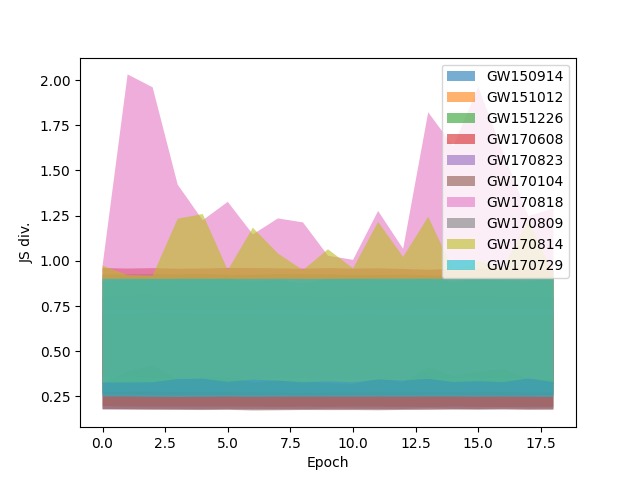 2.00
1.75
1.50
1.25
1.00
0.75
0.50
0.25
JS div.
0.0
2.5
5.0
7.5
10.0
12.5
15.0
17.5
Epoch
GW150914
GW151012
GW151226
GW170608
GW170823
GW170104
GW170818
GW170809
GW170814
GW170729